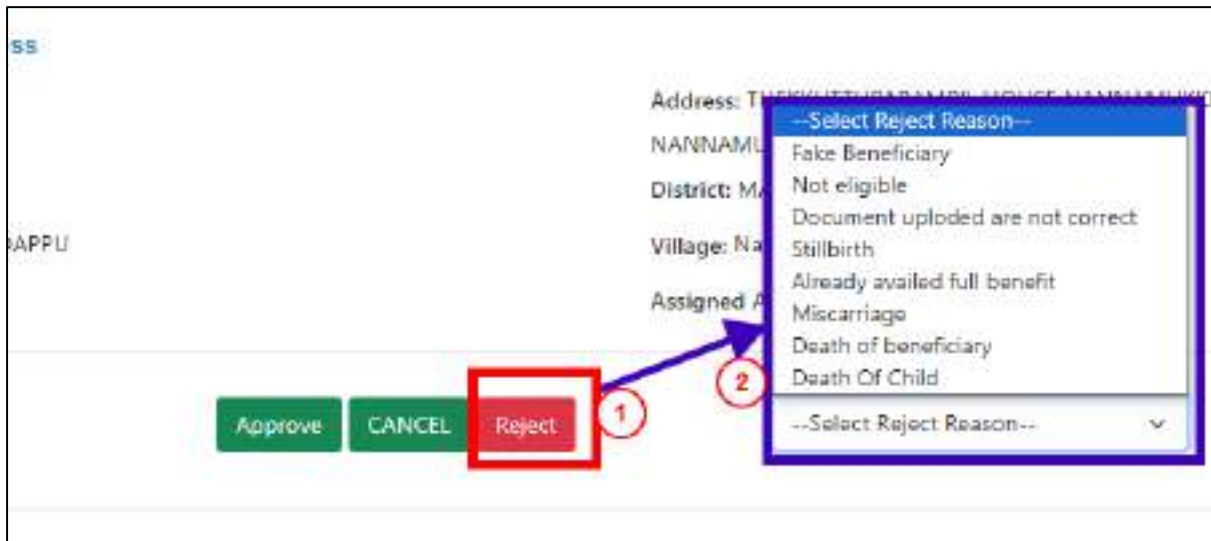 ss
Address:
--Select Reject Reason--
Fake Beneficiary
NANNAMU
Not eligible
District: MA
Document uploded are not correct
DAPPU
Village: Na
Stillbirth
Already availed full benefit
Assigned A
Miscarriage
Death of beneficiary
2
Death Of Child
Approve
CANCEL
Reject
1
--Select Reject Reason--